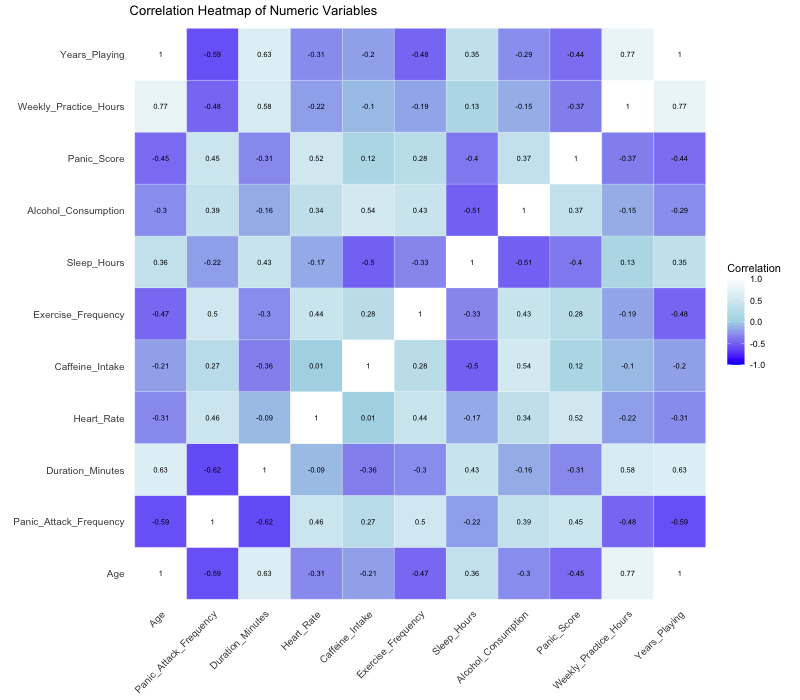 Correlation Heatmap of Numeric Variables
Years_Playing 1 -0.59 0.63 -0.31 -0.2 -0.48 0.35 -0.29 -0.44 0.77 1
Weekly_Practice_Hours 0.77 -0.48 0.58 -0.22 -0.1 -0.19 0.13 -0.15 -0.37 1 0.77
Panic_Score -0.45 0.45 -0.31 0.52 0.12 0.28 -0.4 0.37 1 -0.37 -0.44
Alcohol_Consumption -0.3 0.39 -0.16 0.34 0.54 0.43 -0.51 1 0.37 -0.15 -0.29
Sleep_Hours 0.36 -0.22 0.43 -0.17 -0.5 -0.33 1 -0.51 -0.4 0.13 0.35
Exercise_Frequency -0.47 0.5 -0.3 0.44 0.28 1 -0.33 0.43 0.28 -0.19 -0.48
Caffeine_Intake -0.21 0.27 -0.36 0.01 1 0.28 -0.5 0.54 0.12 -0.1 -0.2
Heart_Rate -0.31 0.46 -0.09 1 0.01 0.44 -0.17 0.34 0.52 -0.22 -0.31
Duration_Minutes 0.63 -0.62 1 -0.09 -0.36 -0.3 0.43 -0.16 -0.31 0.58 0.63
Panic_Attack_Frequency -0.59 1 -0.62 0.46 0.27 0.5 -0.22 0.39 0.45 -0.48 -0.59
Age 1 -0.59 0.63 -0.31 -0.21 -0.47 0.36 -0.3 -0.45 0.77 1
Age
Panic_Attack_Frequency
Duration_Minutes
Heart_Rate
Caffeine_Intake
Exercise_Frequency
Sleep_Hours
Alcohol_Consumption
Panic_Score
Weekly_Practice_Hours
Years_Playing
Correlation
1.0
0.5
0.0
-0.5
-1.0